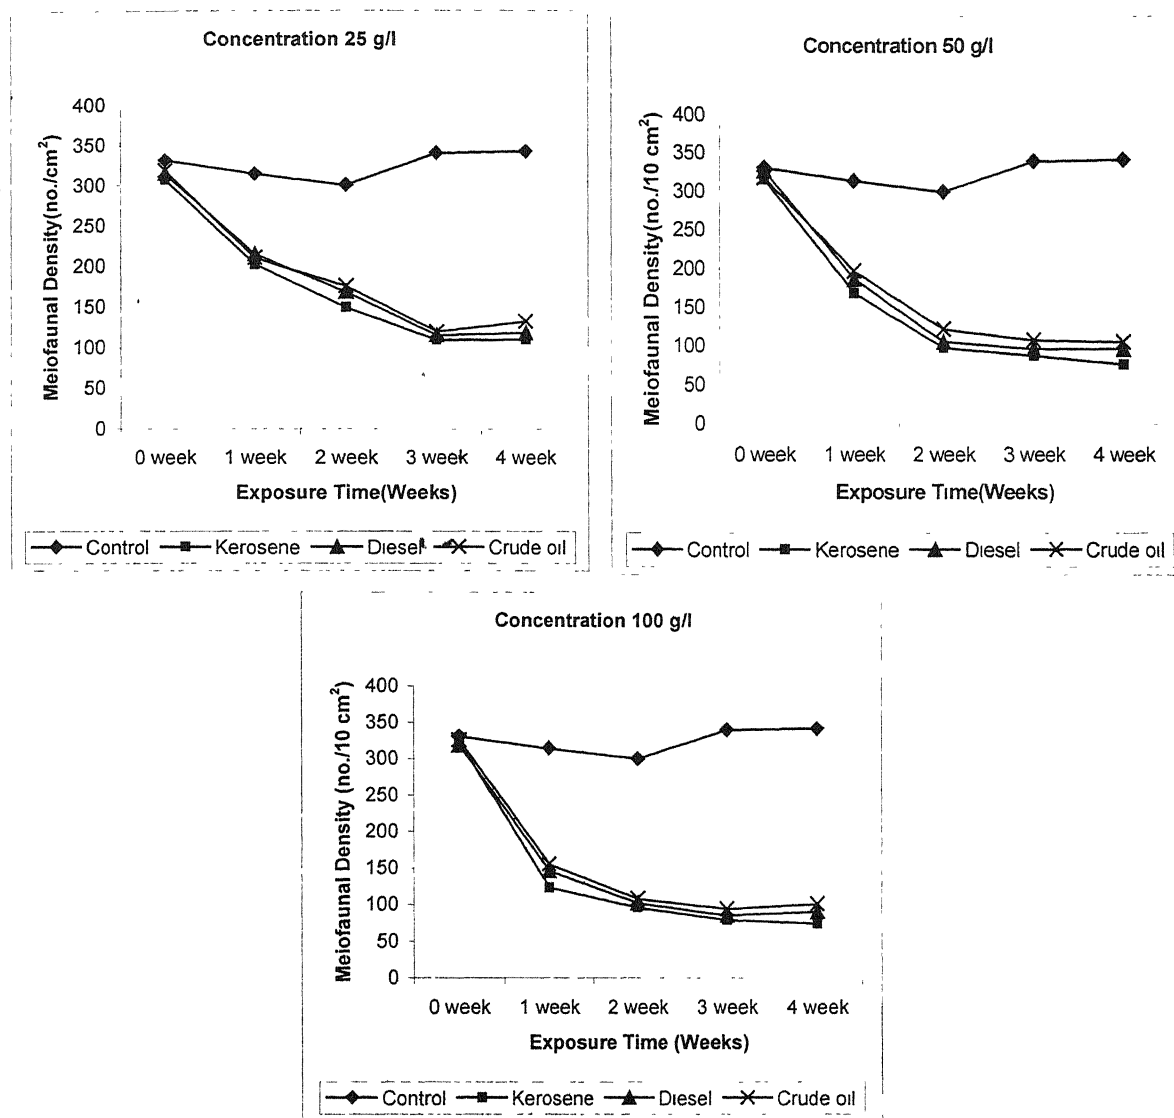 Concentration 25 g/l
Meiofaunal Density(no./cm²)
400
350
300
250
200
150
100
50
0
0 week 1 week 2 week 3 week 4 week
Exposure Time(Weeks)
Control Kerosene Diesel Crude oil
Concentration 50 g/l
Meiofaunal Density(no./10 cm²)
400
350
300
250
200
150
100
50
0
0 week 1 week 2 week 3 week 4 week
Exposure Time(Weeks)
Control Kerosene Diesel Crude oil
Concentration 100 g/l
Meiofaunal Density (no./10 cm²)
400
350
300
250
200
150
100
50
0
0 week 1 week 2 week 3 week 4 week
Exposure Time (Weeks)
Control Kerosene Diesel Crude oil